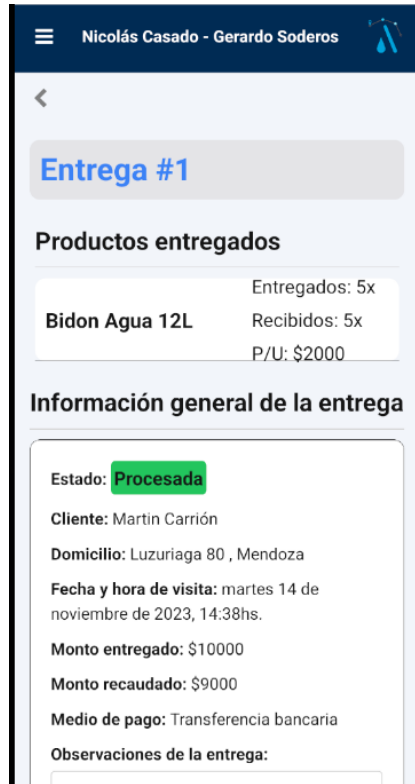 Nicolás Casado - Gerardo Soderos
Entrega #1
Productos entregados
Bidon Agua 12L
Entregados: 5x
Recibidos: 5x
P/U: $2000
Información general de la entrega
Estado: Procesada
Cliente: Martin Carrión
Domicilio: Luzuriaga 80 , Mendoza
Fecha y hora de visita: martes 14 de
noviembre de 2023, 14:38hs.
Monto entregado: $10000
Monto recaudado: $9000
Medio de pago: Transferencia bancaria
Observaciones de la entrega: